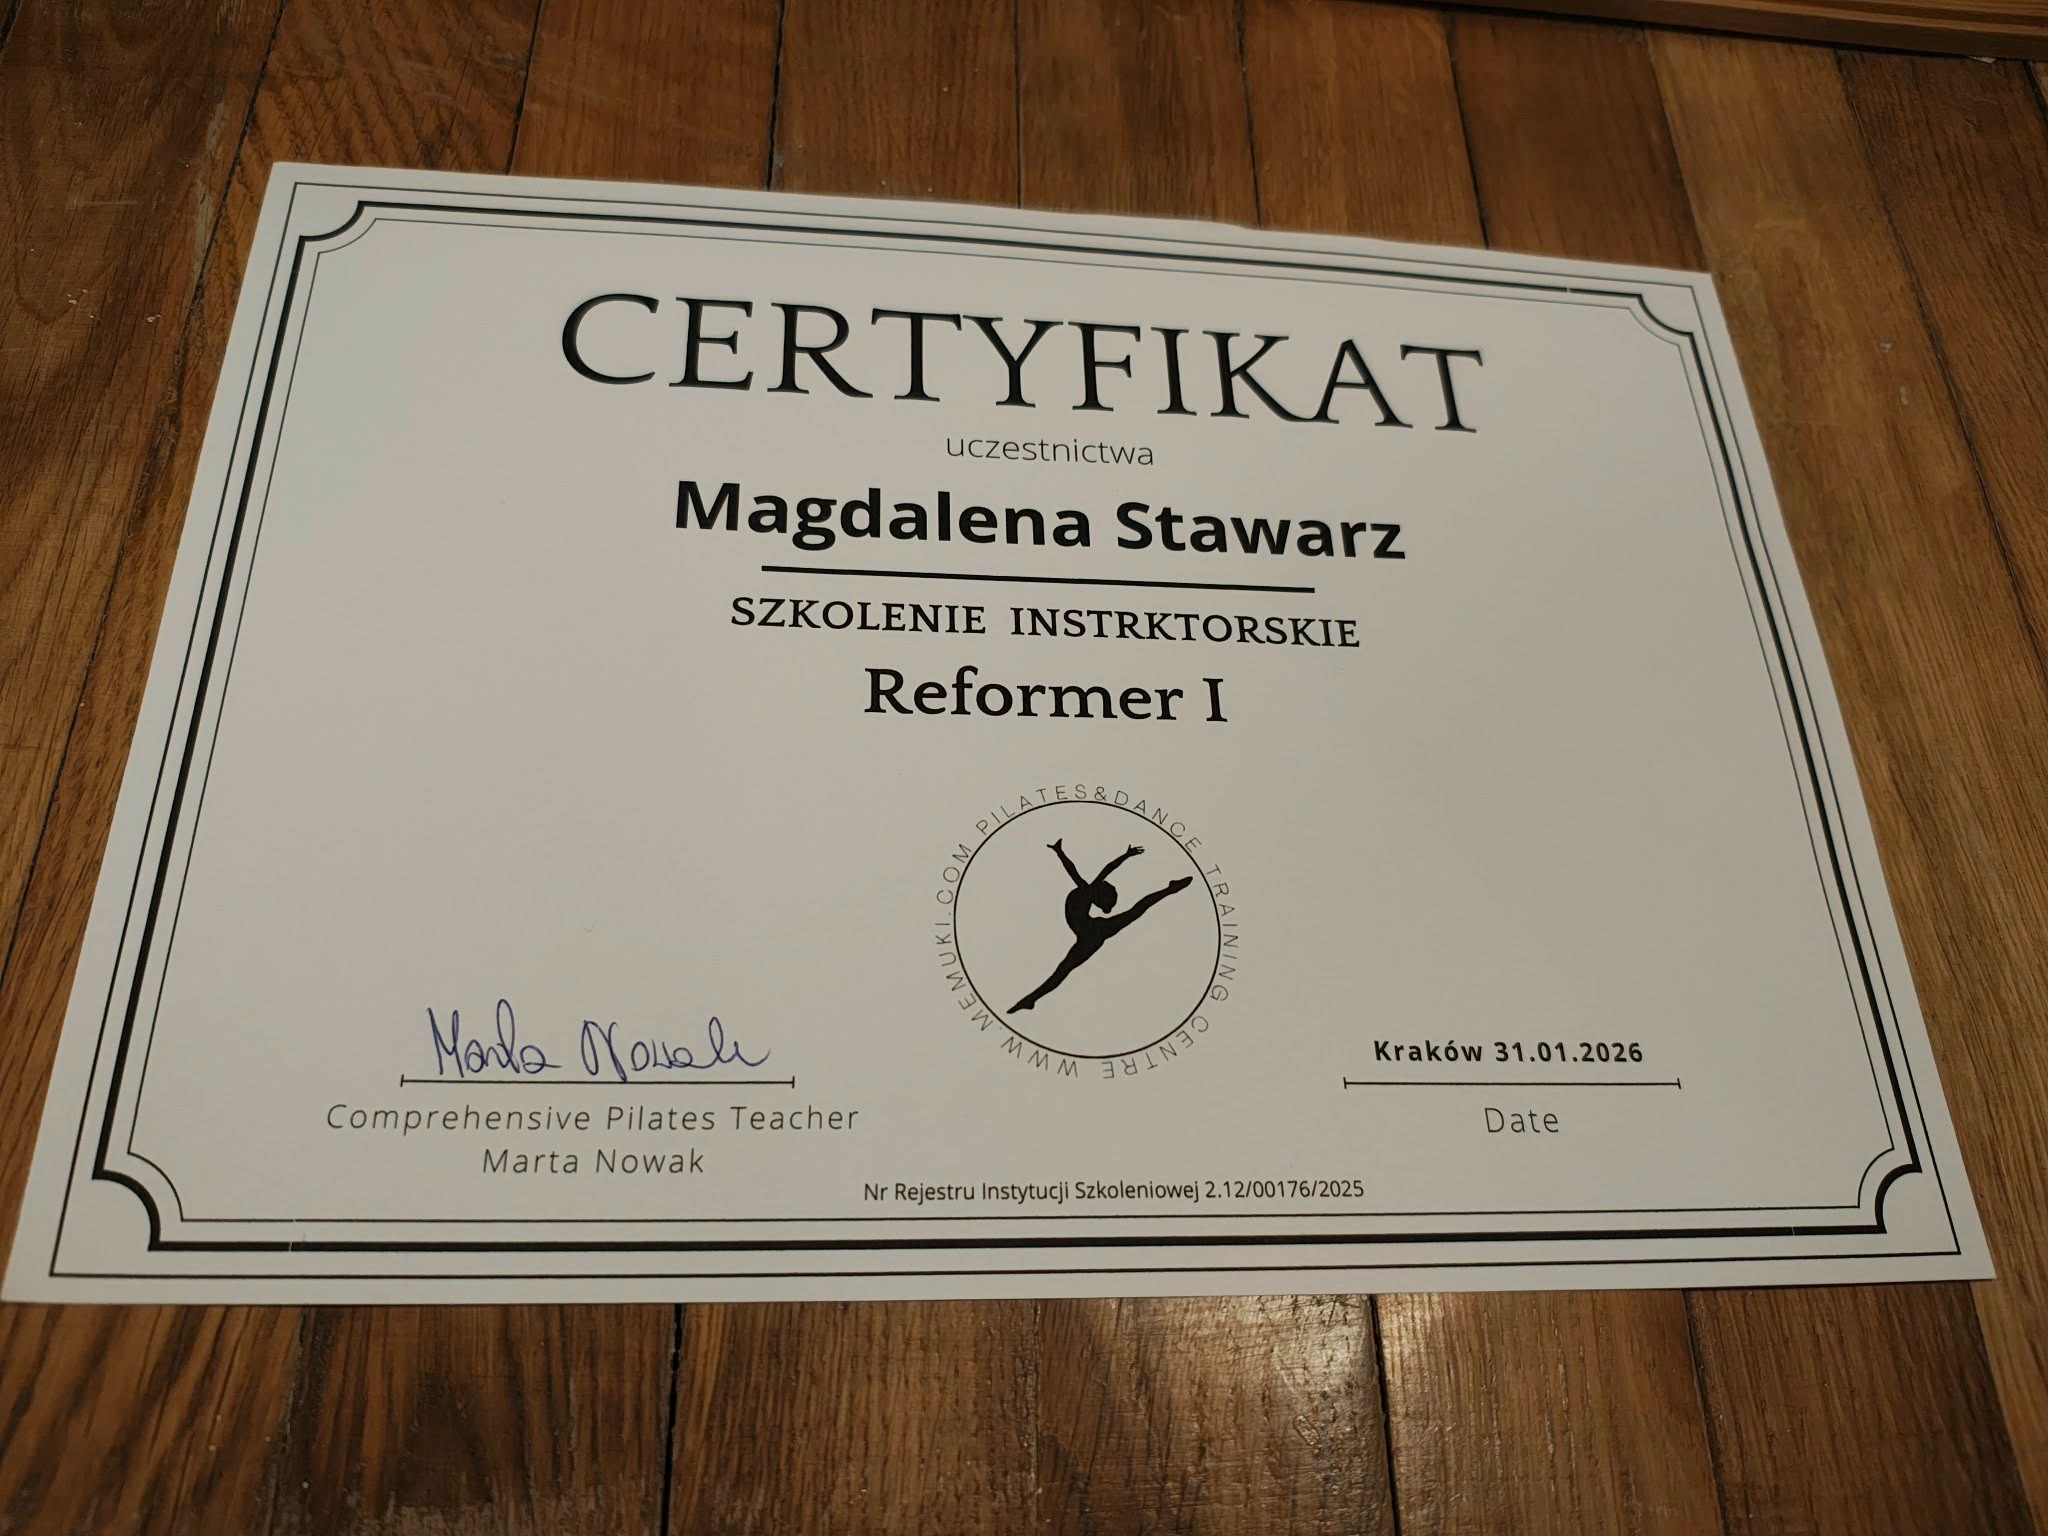 CERTYFIKAT
uczestnictwa
Magdalena Stawarz
SZKOLENIE INSTRKTORSKIE
Reformer I
WWW.MEMUKI.COM PILATES&DANCE TRAINING CENTRE
Marta Nowak
Comprehensive Pilates Teacher
Marta Nowak
Kraków 31.01.2026
Date
Nr Rejestru Instytucji Szkoleniowej 2.12/00176/2025